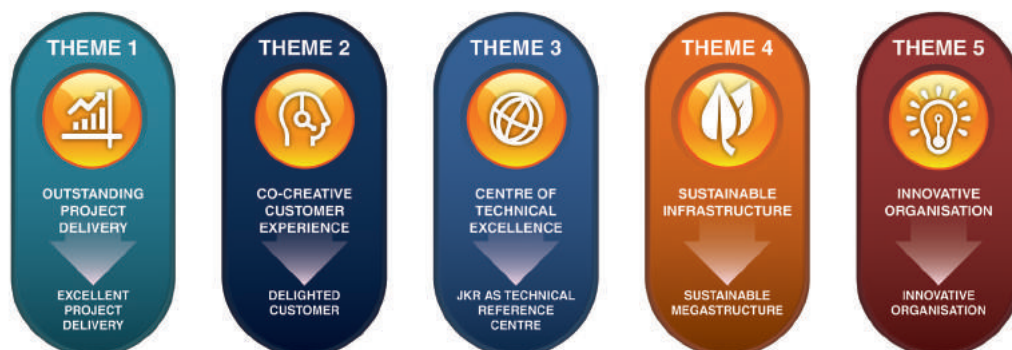 THEME 1
OUTSTANDING
PROJECT
DELIVERY
EXCELLENT
PROJECT
DELIVERY
THEME 2
CO-CREATIVE
CUSTOMER
EXPERIENCE
DELIGHTED
CUSTOMER
THEME 3
CENTRE OF
TECHNICAL
EXCELLENCE
JKR AS TECHNICAL
REFERENCE
CENTRE
THEME 4
SUSTAINABLE
INFRASTRUCTURE
SUSTAINABLE
MEGASTRUCTURE
THEME 5
INNOVATIVE
ORGANISATION
INNOVATIVE
ORGANISATION